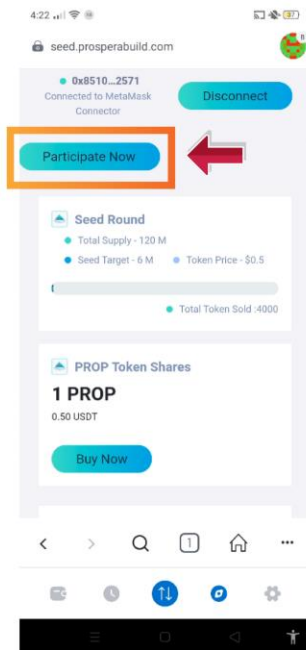 4:22
37
seed.prosperabuild.com
0x8510...2571
Connected to MetaMask
Connector
Disconnect
Participate Now
Seed Round
Total Supply - 120 M
Seed Target - 6 M
Token Price - $0.5
Total Token Sold :4000
PROP Token Shares
1 PROP
0.50 USDT
Buy Now
1